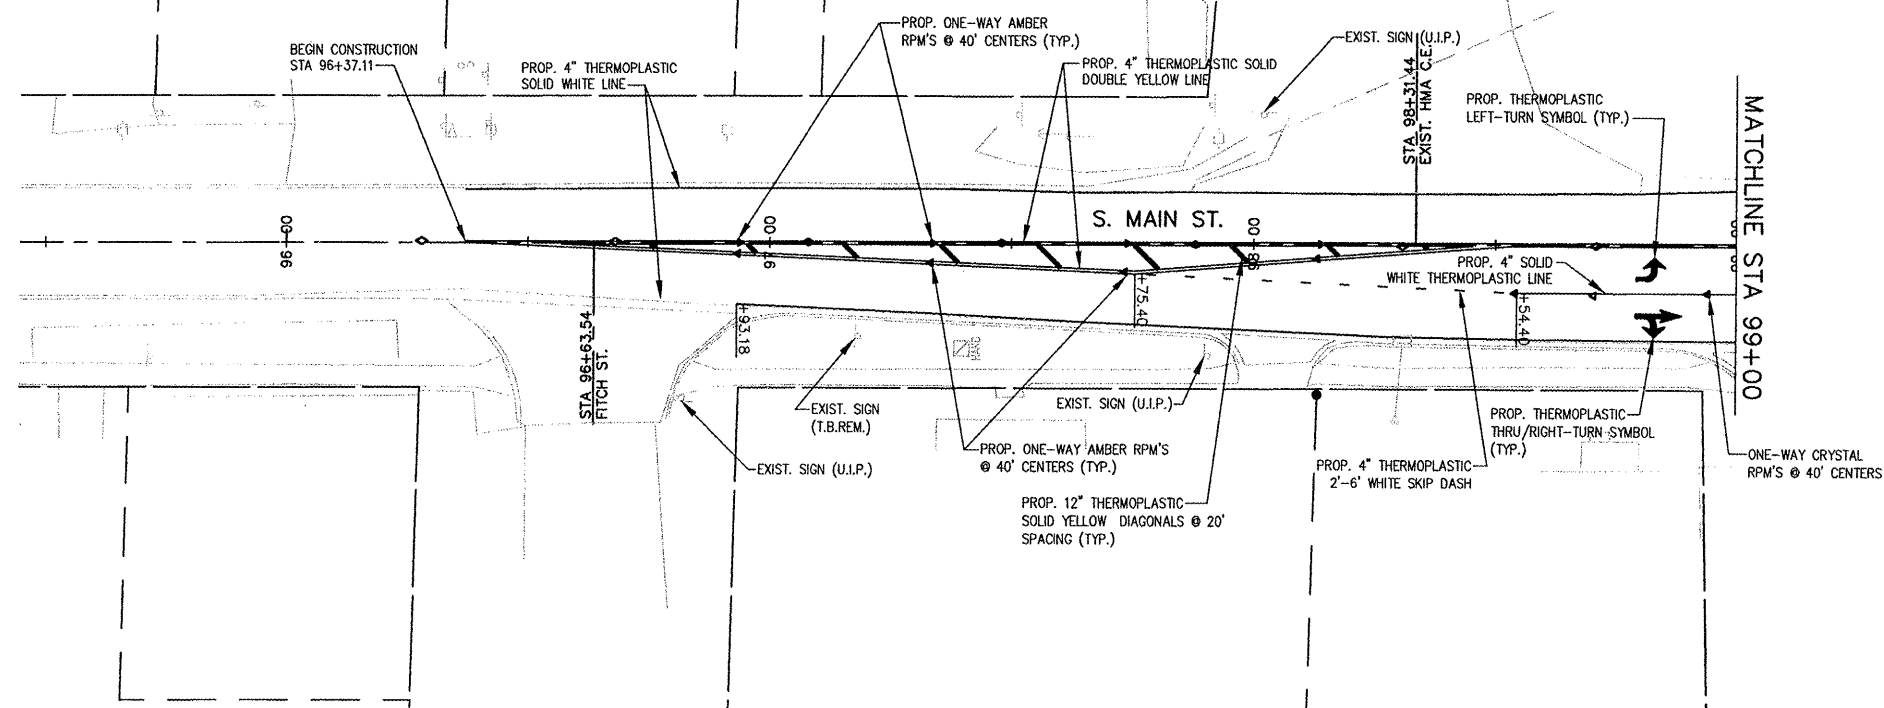 BEGIN CONSTRUCTION
STA 96+37.11
PROP. 4" THERMOPLASTIC
SOLID WHITE LINE
PROP. ONE-WAY AMBER
RPM'S @ 40' CENTERS (TYP.)
PROP. 4" THERMOPLASTIC SOLID
DOUBLE YELLOW LINE
EXIST. SIGN (U.I.P.)
STA 98+31.44
EXIST. HMA C.E.
PROP. THERMOPLASTIC
LEFT-TURN SYMBOL (TYP.)
MATCHLINE STA 99+00
S. MAIN ST.
96
00
97
00
98
00
PROP. 4" SOLID
WHITE THERMOPLASTIC LINE
+75.40
+54.40
+93.18
STA 96+63.54
FITCH ST.
EXIST. SIGN
(T.B.REM.)
EXIST. SIGN (U.I.P.)
EXIST. SIGN (U.I.P.)
PROP. ONE-WAY AMBER RPM'S
@ 40' CENTERS (TYP.)
PROP. 12" THERMOPLASTIC
SOLID YELLOW DIAGONALS @ 20'
SPACING (TYP.)
PROP. 4" THERMOPLASTIC
2'-6' WHITE SKIP DASH
PROP. THERMOPLASTIC
THRU/RIGHT-TURN SYMBOL
(TYP.)
ONE-WAY CRYSTAL
RPM'S @ 40' CENTERS